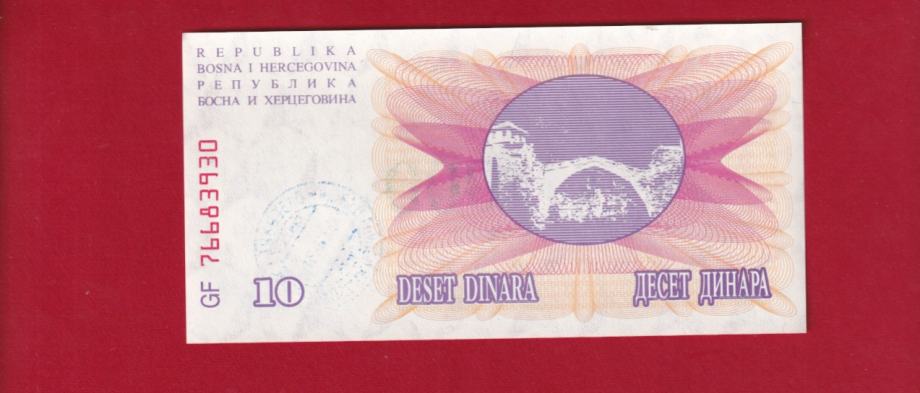 REPUBLIKA
BOSNA I HERCEGOVINA
РЕПУБЛИКА
БОСНА И ХЕРЦЕГОВИНА
GF 76683930
10
DESET DINARA
ДЕСЕТ ДИНАРА